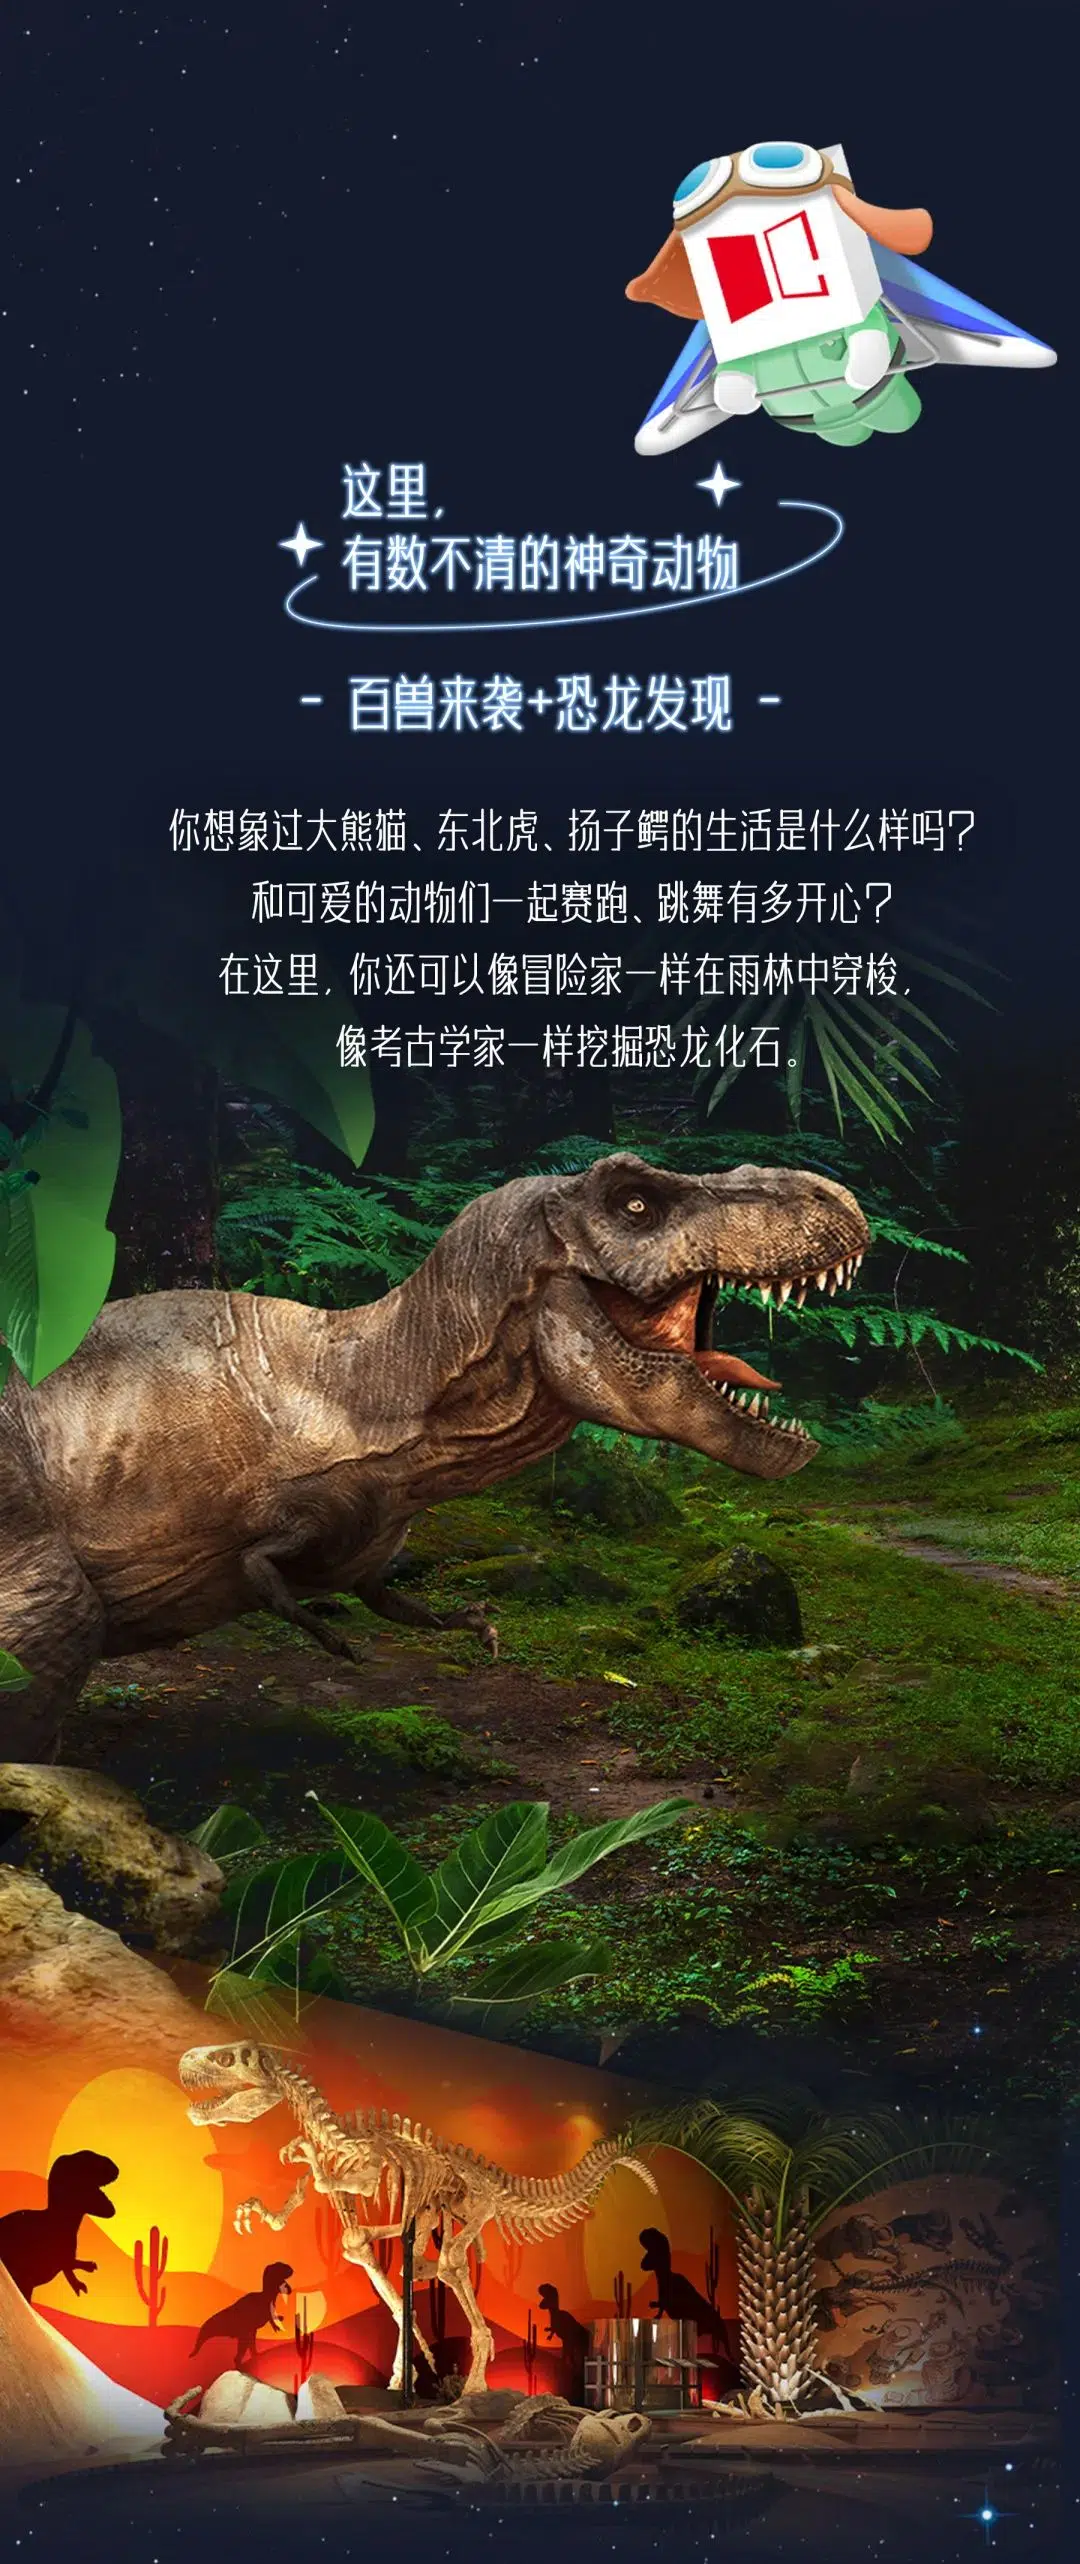 这里，
有数不清的神奇动物
- 百兽来袭+恐龙发现 -
你想象过大熊猫、东北虎、扬子鳄的生活是什么样吗？
和可爱的动物们一起赛跑、跳舞有多开心？
在这里，你还可以像冒险家一样在雨林中穿梭，
像考古学家一样挖掘恐龙化石。